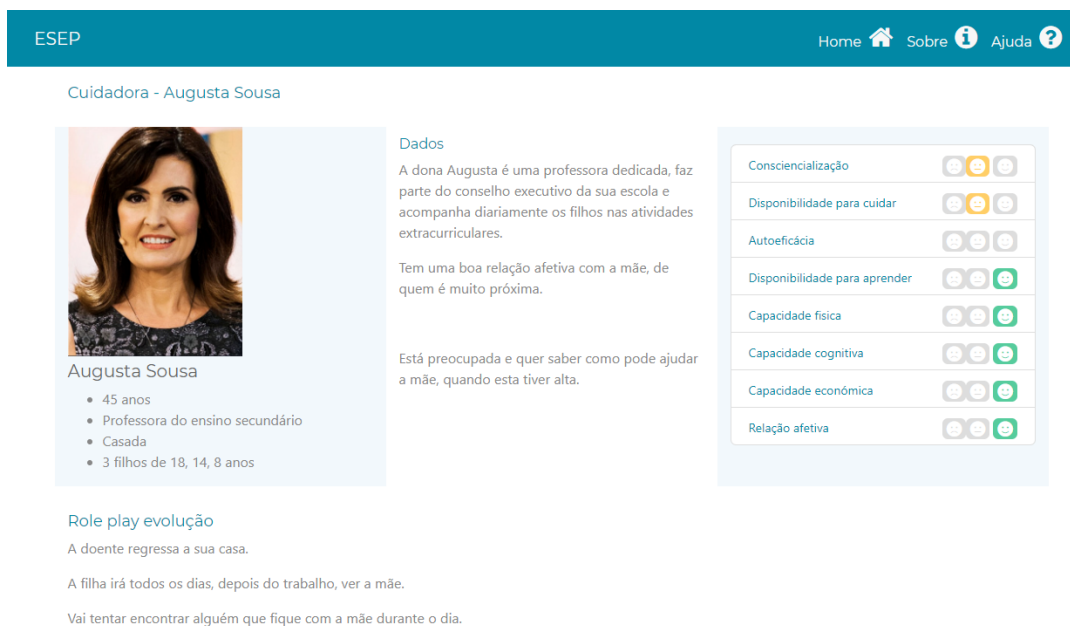 ESEP
Home Sobre Ajuda
Cuidadora - Augusta Sousa
Augusta Sousa
45 anos
Professora do ensino secundário
Casada
3 filhos de 18, 14, 8 anos
Dados
A dona Augusta é uma professora dedicada, faz
parte do conselho executivo da sua escola e
acompanha diariamente os filhos nas atividades
extracurriculares.
Tem uma boa relação afetiva com a mãe, de
quem é muito próxima.
Está preocupada e quer saber como pode ajudar
a mãe, quando esta tiver alta.
Consciencialização
Disponibilidade para cuidar
Autoeficácia
Disponibilidade para aprender
Capacidade física
Capacidade cognitiva
Capacidade económica
Relação afetiva
Role play evolução
A doente regressa a sua casa.
A filha irá todos os dias, depois do trabalho, ver a mãe.
Vai tentar encontrar alguém que fique com a mãe durante o dia.